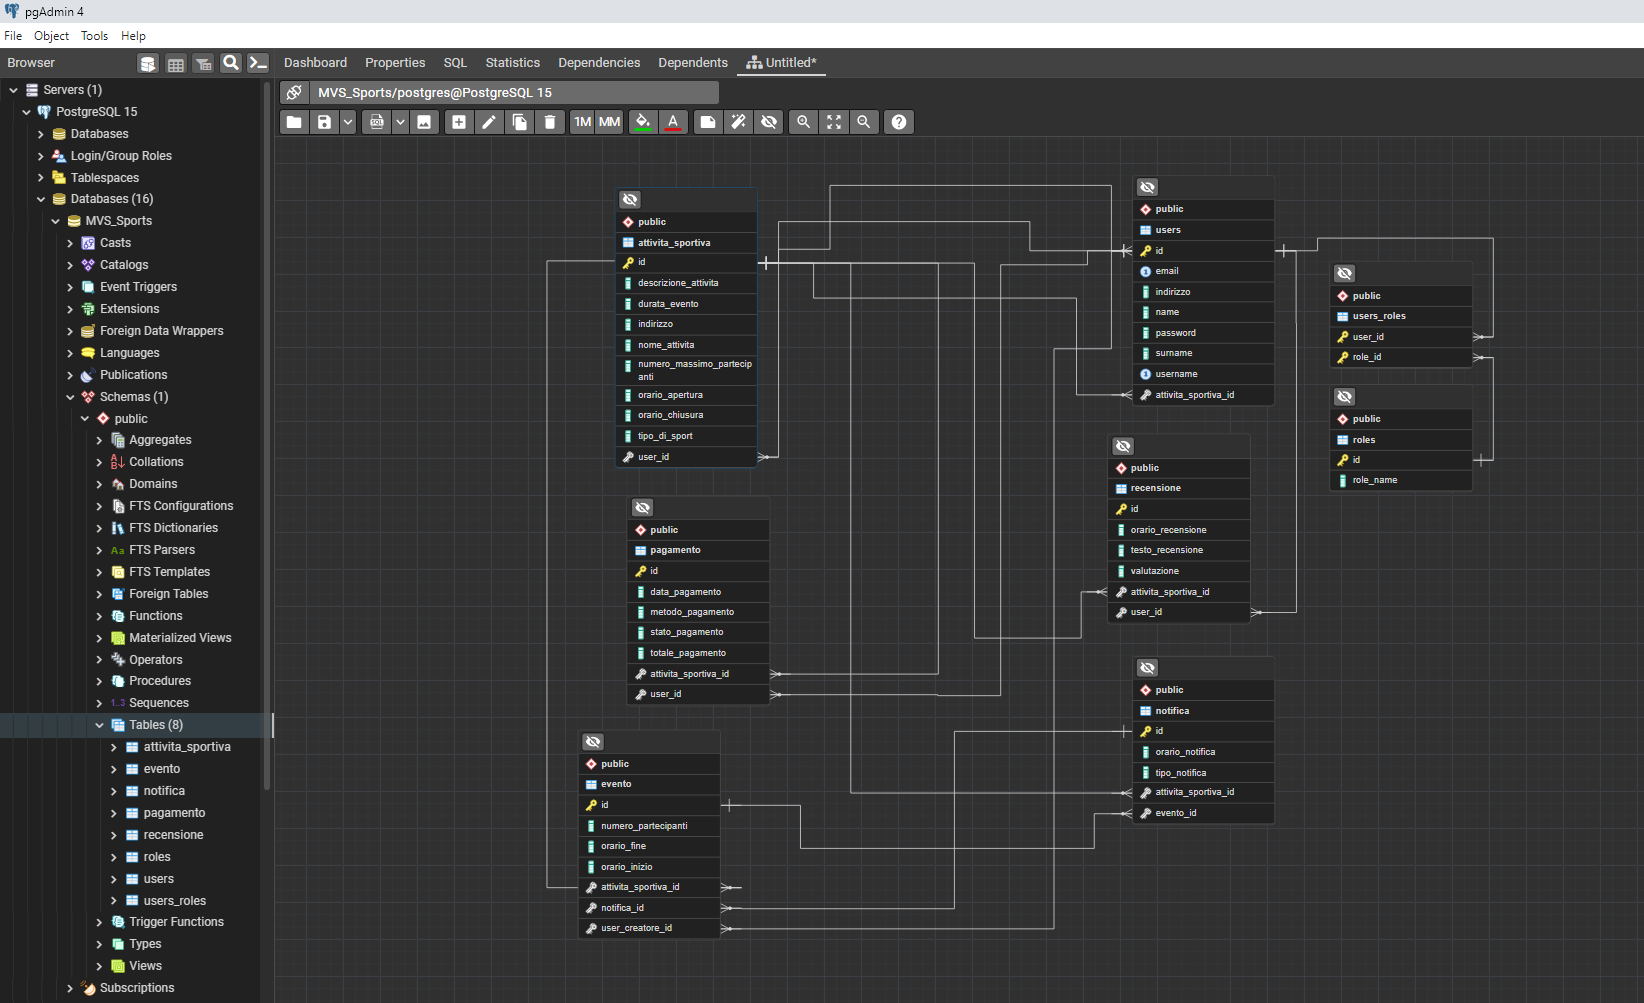 pgAdmin 4
File Object Tools Help
Browser
Dashboard Properties SQL Statistics Dependencies Dependents Untitled*
MVS_Sports/postgres@PostgreSQL 15
SQL
1M MM A ?
Servers (1)
PostgreSQL 15
Databases
Login/Group Roles
Tablespaces
Databases (16)
MVS_Sports
Casts
Catalogs
Event Triggers
Extensions
Foreign Data Wrappers
Languages
Publications
Schemas (1)
public
Aggregates
Collations
Domains
FTS Configurations
FTS Dictionaries
Aa FTS Parsers
FTS Templates
Foreign Tables
Functions
Materialized Views
Operators
Procedures
1..3 Sequences
Tables (8)
attivita_sportiva
evento
notifica
pagamento
recensione
roles
users
users_roles
Trigger Functions
Types
Views
Subscriptions
public
attivita_sportiva
id
descrizione_attivita
durata_evento
indirizzo
nome_attivita
numero_massimo_partecip
anti
orario_apertura
orario_chiusura
tipo_di_sport
user_id
public
pagamento
id
data_pagamento
metodo_pagamento
stato_pagamento
totale_pagamento
attivita_sportiva_id
user_id
public
evento
id
numero_partecipanti
orario_fine
orario_inizio
attivita_sportiva_id
notifica_id
user_creatore_id
public
users
id
email
indirizzo
name
password
surname
username
attivita_sportiva_id
public
recensione
id
orario_recensione
testo_recensione
valutazione
attivita_sportiva_id
user_id
public
notifica
id
orario_notifica
tipo_notifica
attivita_sportiva_id
evento_id
public
users_roles
user_id
role_id
public
roles
id
role_name